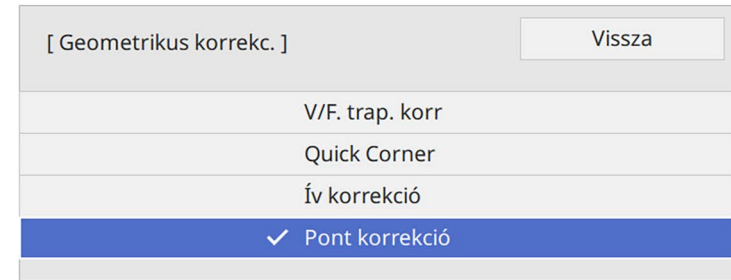 [ Geometrikus korrekc. ]
Vissza
V/F. trap. korr
Quick Corner
Ív korrekció
Pont korrekció